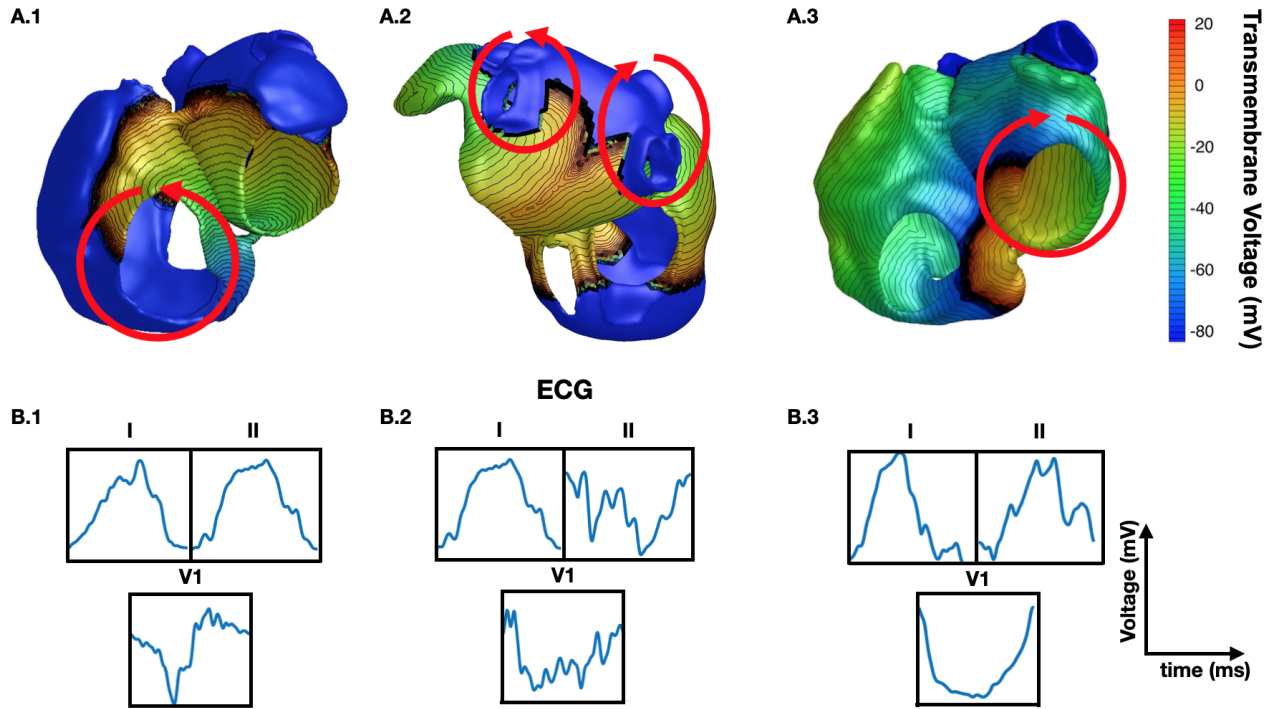 A.1
A.2
A.3
20
0
-20
-40
-60
-80
Transmembrane Voltage (mV)
ECG
B.1
B.2
B.3
I
II
I
II
I
II
V1
V1
V1
Voltage (mV)
time (ms)